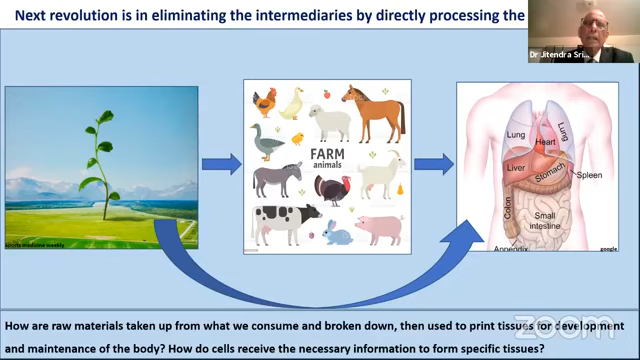 Next revolution is in eliminating the intermediaries by directly processing the
Dr Jitendra Sri...
sports medicine weekly
FARM
animals
Lung
Lung
Heart
Liver
Stomach
Spleen
Colon
Small
intestine
Appendix
google
zoom
How are raw materials taken up from what we consume and broken down, then used to print tissues for development
and maintenance of the body? How do cells receive the necessary information to form specific tissues?